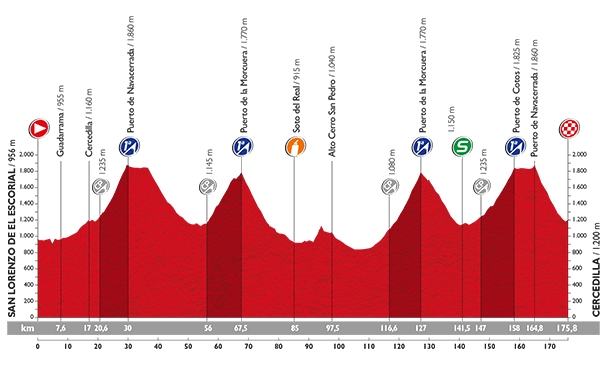 SAN LORENZO DE EL ESCORIAL / 956 m
Guadarrama / 955 m
Cercedilla / 1.160 m
1.235 m
Puerto de Navacerrada / 1.860 m
1.145 m
Puerto de la Morcuera / 1.770 m
Soto del Real / 915 m
Alto Cerro San Pedro / 1.040 m
1.080 m
Puerto de la Morcuera / 1.770 m
1.150 m
S
1.235 m
Puerto de Cotos / 1.825 m
Puerto de Navacerrada / 1.860 m
CERCEDILLA / 1.200 m
2.000
1.800
1.600
1.400
1.200
1.000
800
600
400
200
0
2.000
1.800
1.600
1.400
1.200
1.000
800
600
400
200
0
km 7,6 17 20,6 30 56 67,5 85 97,5 116,6 127 141,5 147 158 164,8 175,8
0 10 20 30 40 50 60 70 80 90 100 110 120 130 140 150 160 170